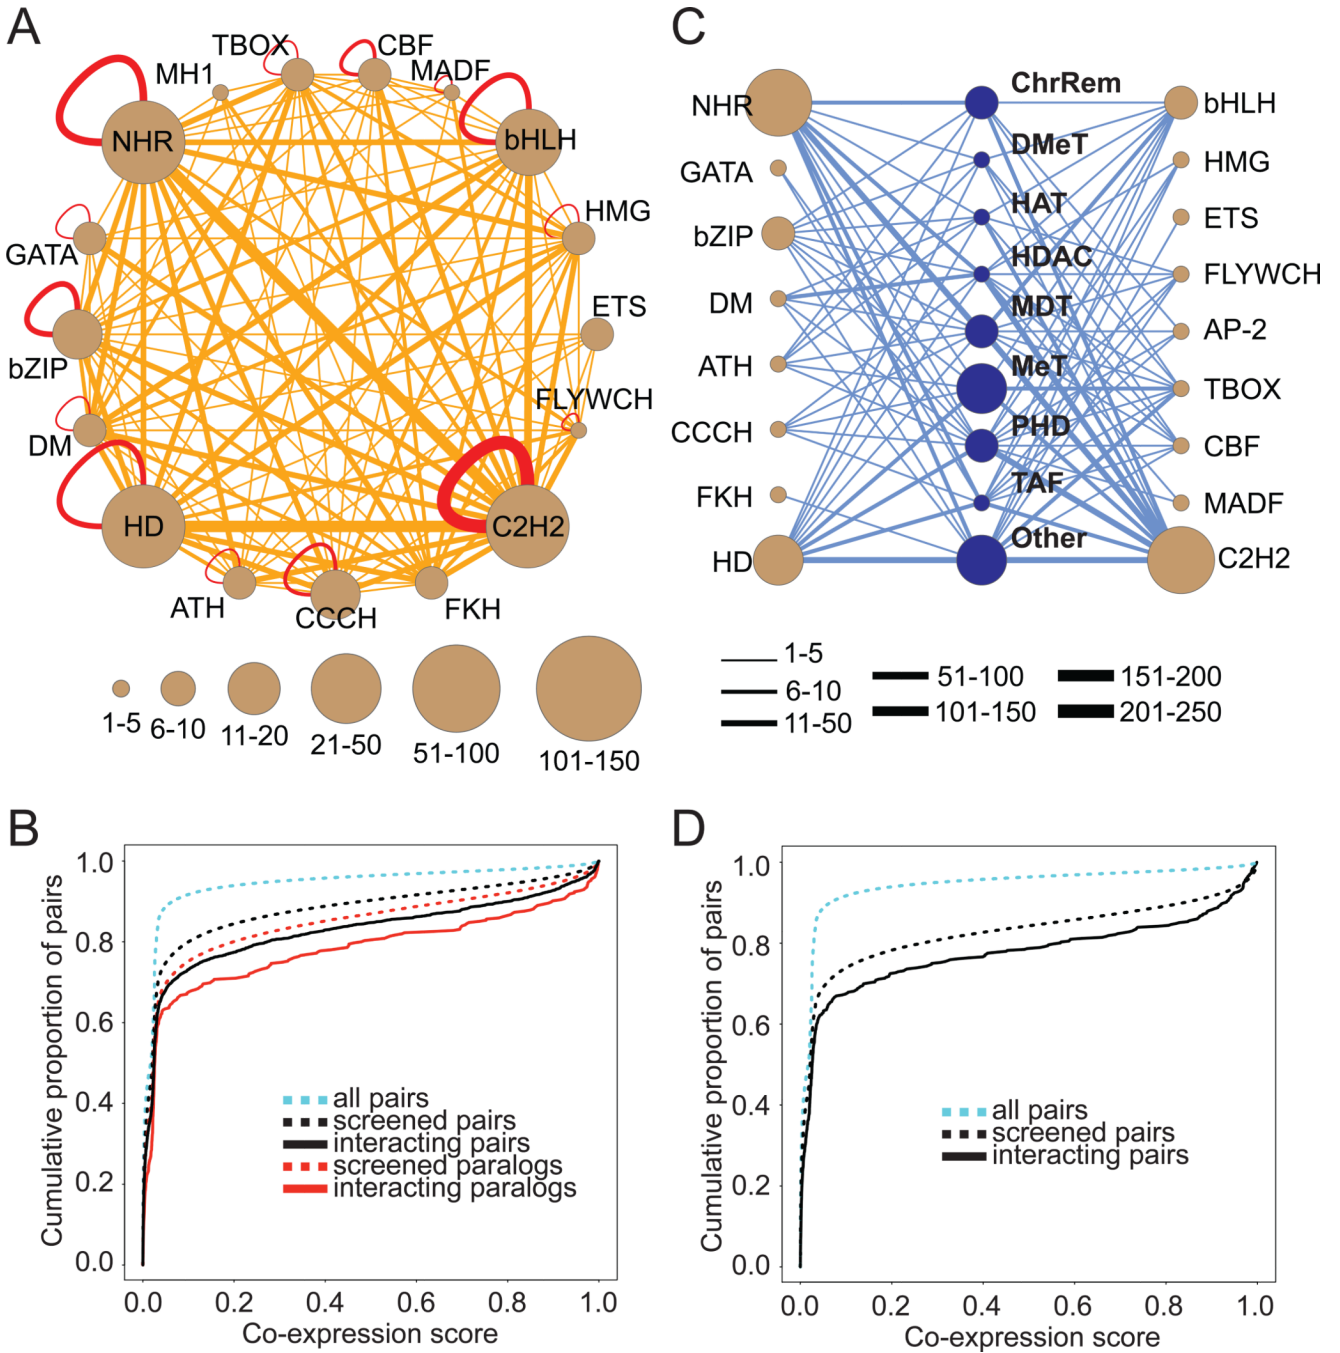 A
TBOX
CBF
MH1
MADF
NHR
bHLH
HMG
GATA
ETS
bZIP
FLYWCH
DM
HD
C2H2
ATH
CCCH
FKH
1-5
6-10
11-20
21-50
51-100
101-150
C
NHR
ChrRem
bHLH
GATA
DMeT
HMG
bZIP
HAT
ETS
DM
HDAC
FLYWCH
MDT
AP-2
ATH
MeT
TBOX
CCCH
PHD
CBF
FKH
TAF
MADF
HD
Other
C2H2
1-5
6-10
11-50
51-100
101-150
151-200
201-250
B
Cumulative proportion of pairs
1.0
0.8
0.6
0.4
0.2
0.0
all pairs
screened pairs
interacting pairs
screened paralogs
interacting paralogs
0.0 0.2 0.4 0.6 0.8 1.0
Co-expression score
D
Cumulative proportion of pairs
1.0
0.8
0.6
0.4
0.2
0.0
all pairs
screened pairs
interacting pairs
0.0 0.2 0.4 0.6 0.8 1.0
Co-expression score